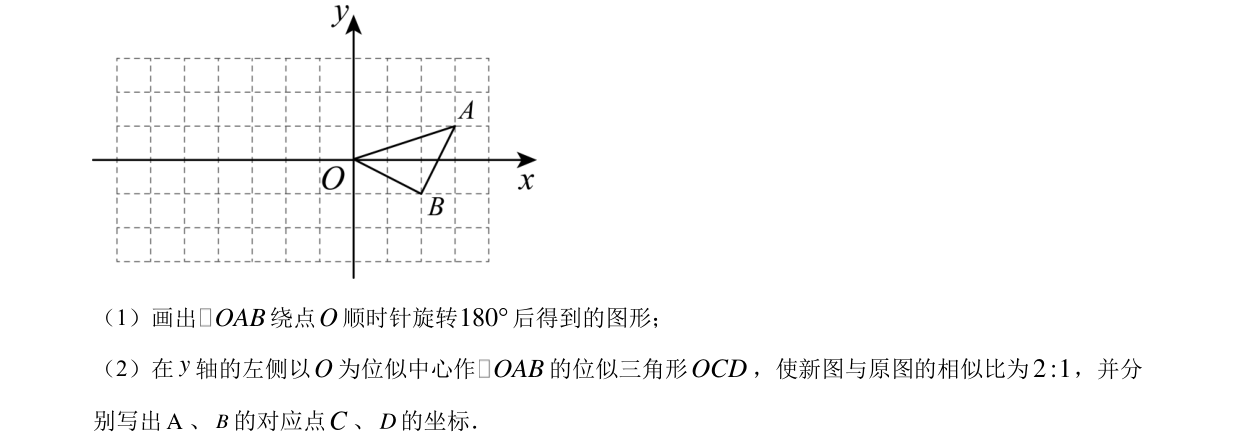 y
A
O
x
B
（1）画出□OAB绕点O顺时针旋转180°后得到的图形；
（2）在y轴的左侧以O为位似中心作□OAB的位似三角形OCD，使新图与原图的相似比为2:1，并分
别写出A、B的对应点C、D的坐标．